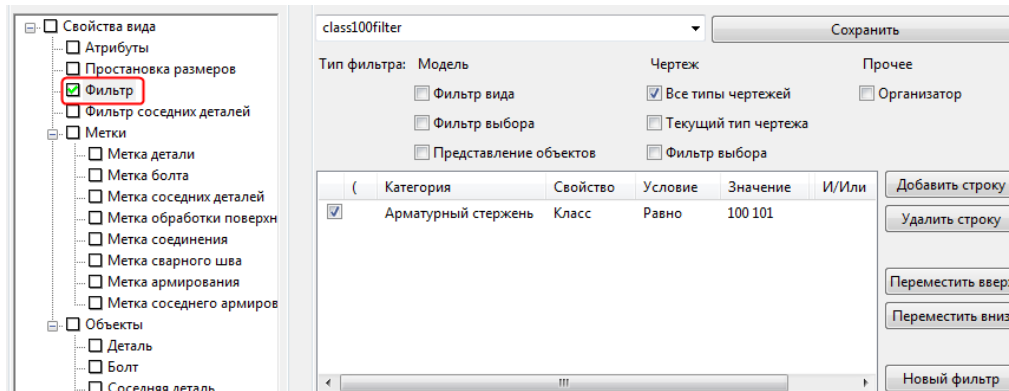 Свойства вида
Атрибуты
Простановка размеров
Фильтр
Фильтр соседних деталей
Метки
Метка детали
Метка болта
Метка соседних деталей
Метка обработки поверхн
Метка соединения
Метка сварного шва
Метка армирования
Метка соседнего армиров
Объекты
Деталь
Болт
Соседняя деталь
class100filter Сохранить
Тип фильтра: Модель Чертеж Прочее
Фильтр вида Все типы чертежей Организатор
Фильтр выбора Текущий тип чертежа
Представление объектов Фильтр выбора
( Категория Свойство Условие Значение И/Или
Арматурный стержень Класс Равно 100 101
Добавить строку
Удалить строку
Переместить вверх
Переместить вниз
Новый фильтр